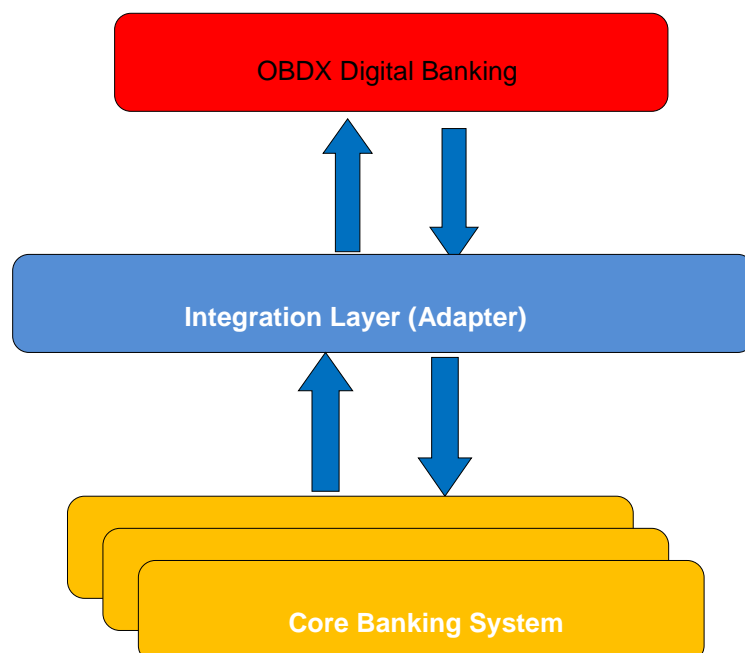 OBDX Digital Banking
Integration Layer (Adapter)
Core Banking System